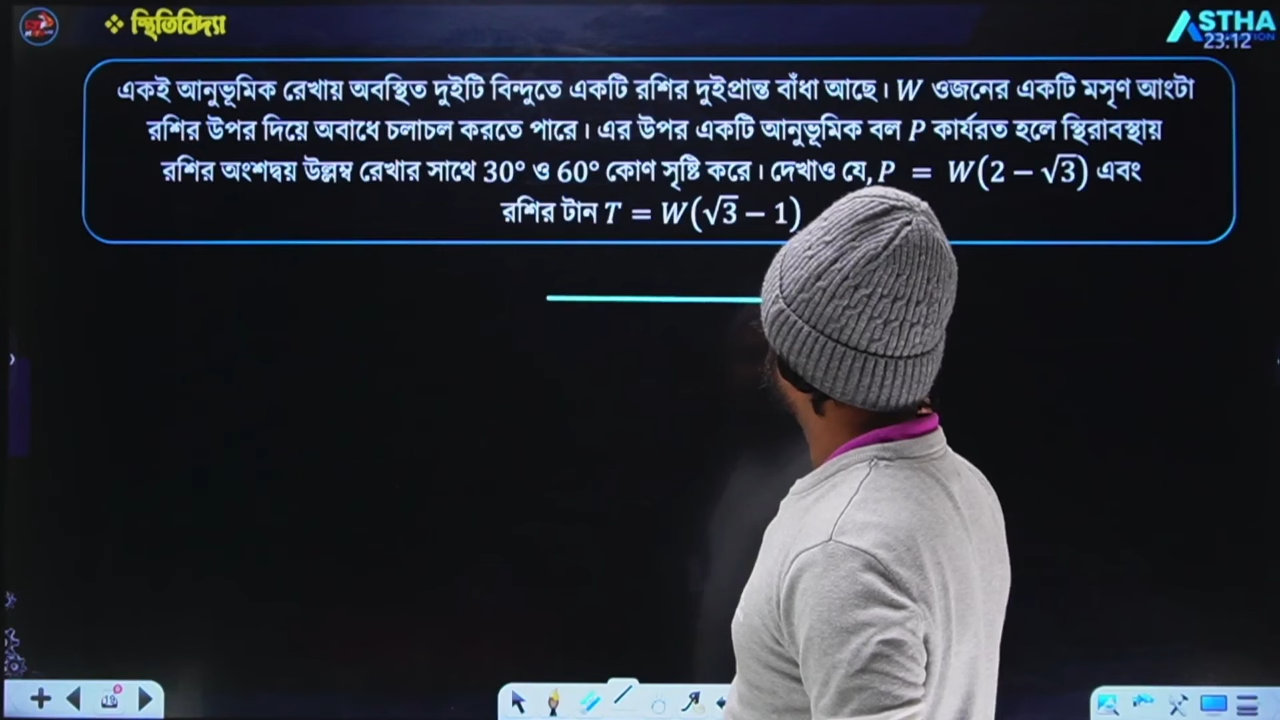 ❖ স্থিতিবিদ্যা
ASTHA
23:12
একই আনুভূমিক রেখায় অবস্থিত দুইটি বিন্দুতে একটি রশির দুইপ্রান্ত বাঁধা আছে। W ওজনের একটি মসৃণ আংটা
রশির উপর দিয়ে অবাধে চলাচল করতে পারে। এর উপর একটি আনুভূমিক বল P কার্যরত হলে স্থিরাবস্থায়
রশির অংশদ্বয় উল্লম্ব রেখার সাথে 30° ও 60° কোণ সৃষ্টি করে। দেখাও যে, P = W(2 − √3) এবং
রশির টান T = W(√3 − 1)
19